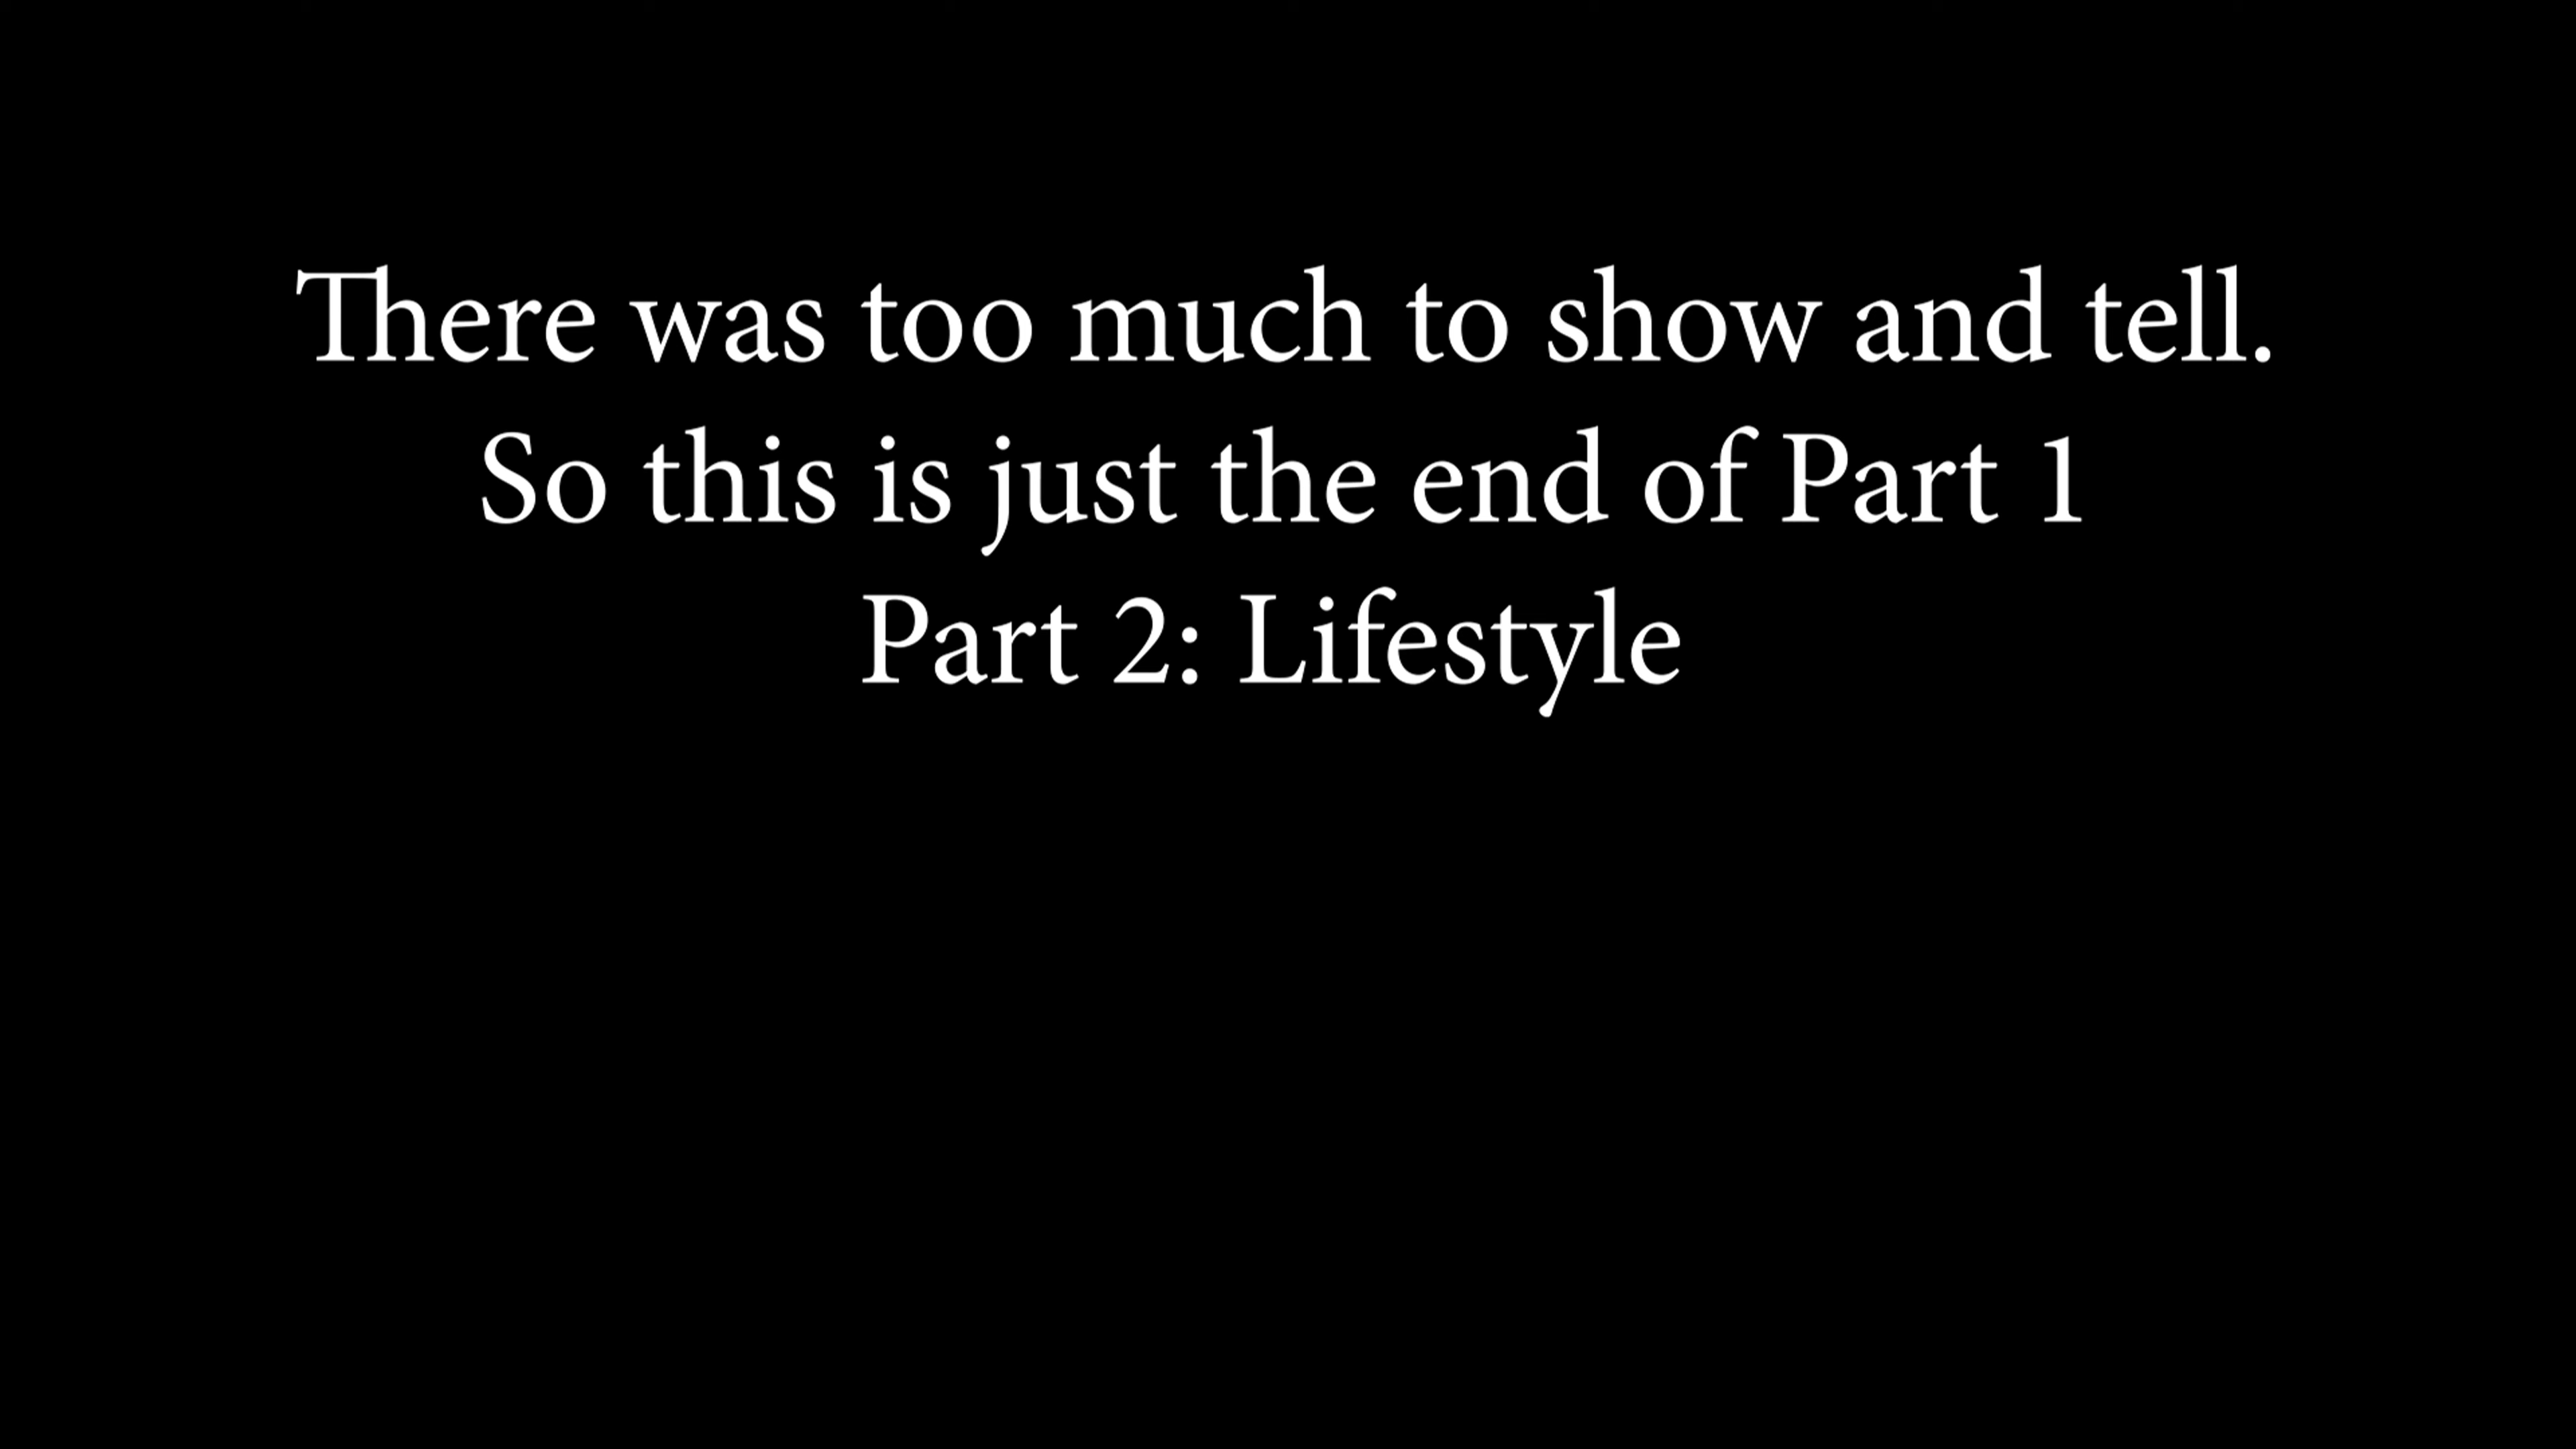 There was too much to show and tell.
So this is just the end of Part 1
Part 2: Lifestyle